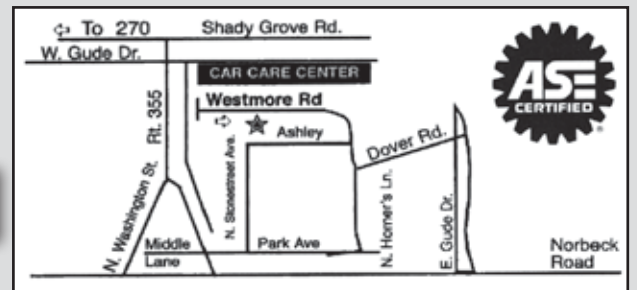 To 270 Shady Grove Rd.
W. Gude Dr.
CAR CARE CENTER
ASE
CERTIFIED
Westmore Rd
Rt. 355
Ashley
Dover Rd.
N. Stonestreet Ave.
N. Washington St.
N. Horner's Ln.
E. Gude Dr.
Middle
Lane
Park Ave
Norbeck
Road